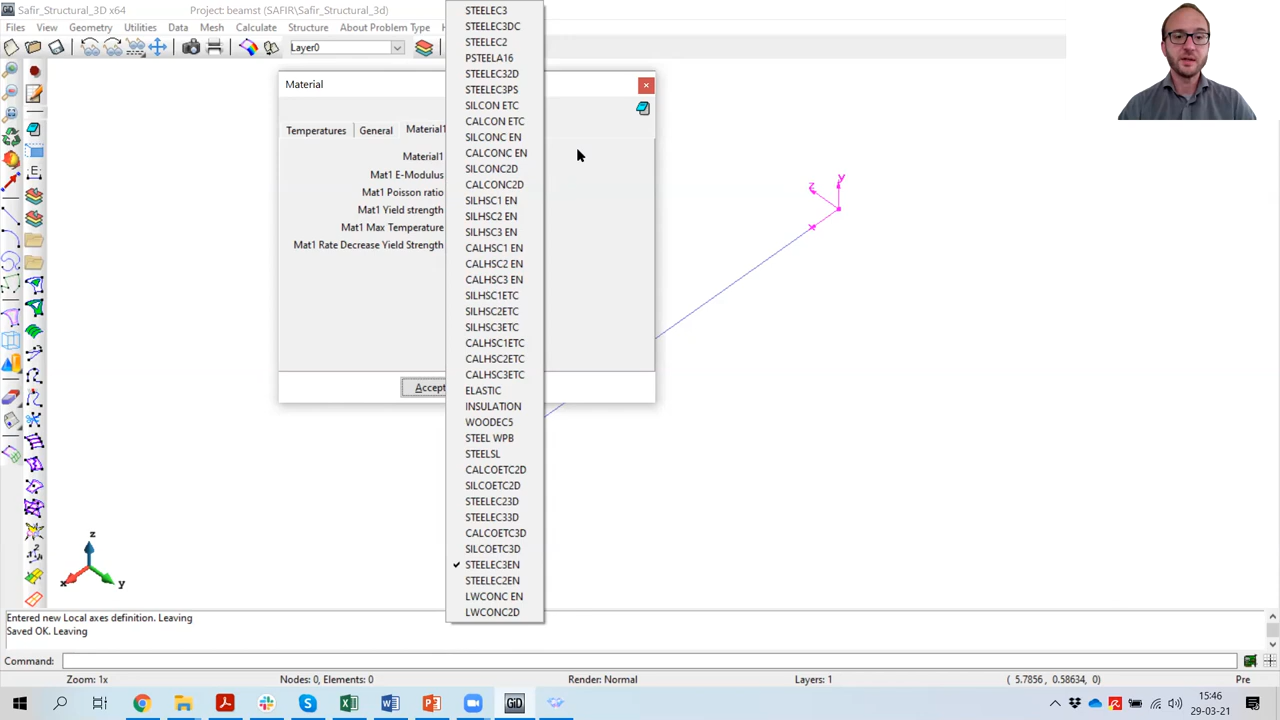 Safir_Structural_3D x64
Project: beamst (SAFIR/Safir_Structural_3d)
Files View Geometry Utilities Data Mesh Calculate Structure About Problem Type
Layer0
Material
Temperatures General Material1
Material1
Mat1 E-Modulus
Mat1 Poisson ratio
Mat1 Yield strength
Mat1 Max Temperature
Mat1 Rate Decrease Yield Strength
Accept
STEELEC3
STEELEC3DC
STEELEC2
PSTEELA16
STEELEC32D
STEELEC3PS
SILCON ETC
CALCON ETC
SILCONC EN
CALCONC EN
SILCONC2D
CALCONC2D
SILHSC1 EN
SILHSC2 EN
SILHSC3 EN
CALHSC1 EN
CALHSC2 EN
CALHSC3 EN
SILHSC1ETC
SILHSC2ETC
SILHSC3ETC
CALHSC1ETC
CALHSC2ETC
CALHSC3ETC
ELASTIC
INSULATION
WOODEC5
STEEL WPB
STEELSL
CALCOETC2D
SILCOETC2D
STEELEC23D
STEELEC33D
CALCOETC3D
SILCOETC3D
STEELEC3EN
STEELEC2EN
LWCONC EN
LWCONC2D
z y
x
z
x y
Entered new Local axes definition. Leaving
Saved OK. Leaving
Command:
Zoom: 1x Nodes: 0, Elements: 0 Render: Normal Layers: 1 ( 5.7856, 0.58634, 0) Pre
15:46
29-03-21